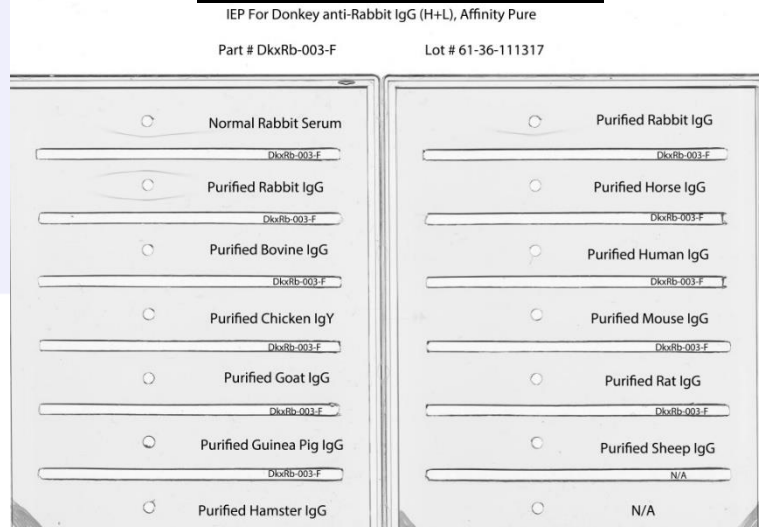 IEP For Donkey anti-Rabbit IgG (H+L), Affinity Pure
Part # DkxRb-003-F Lot # 61-36-111317
Normal Rabbit Serum
DkxRb-003-F
Purified Rabbit IgG
DkxRb-003-F
Purified Bovine IgG
DkxRb-003-F
Purified Chicken IgY
DkxRb-003-F
Purified Goat IgG
DkxRb-003-F
Purified Guinea Pig IgG
DkxRb-003-F
Purified Hamster IgG
Purified Rabbit IgG
DkxRb-003-F
Purified Horse IgG
DkxRb-003-F
Purified Human IgG
DkxRb-003-F
Purified Mouse IgG
DkxRb-003-F
Purified Rat IgG
DkxRb-003-F
Purified Sheep IgG
N/A
N/A